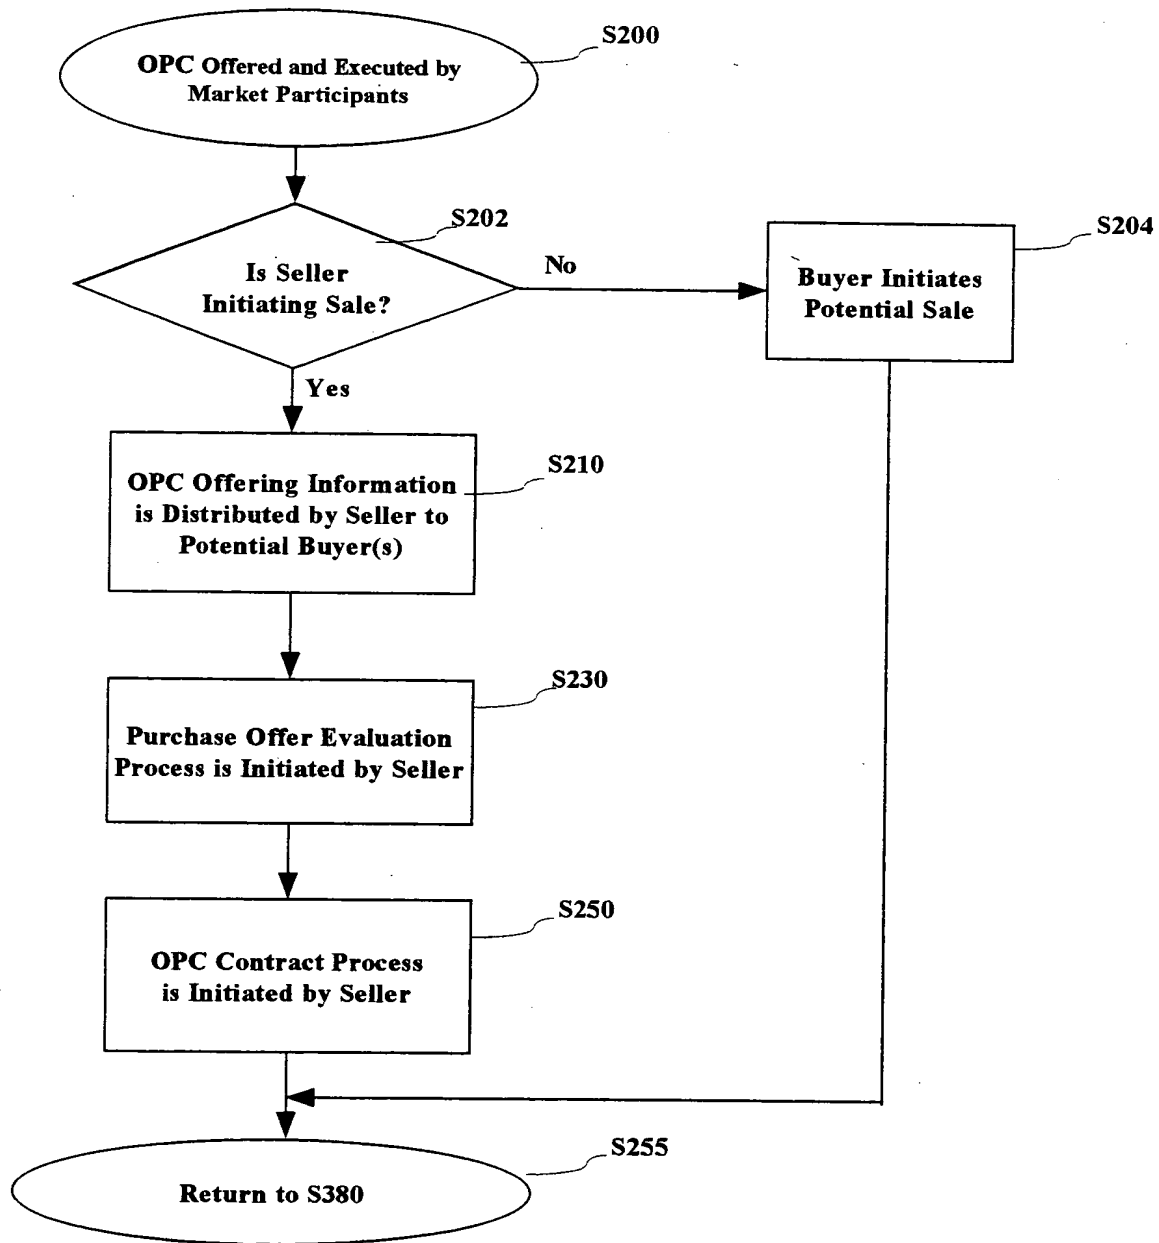 S200
OPC Offered and Executed by
Market Participants
S202
Is Seller
Initiating Sale?
No
S204
Buyer Initiates
Potential Sale
Yes
S210
OPC Offering Information
is Distributed by Seller to
Potential Buyer(s)
S230
Purchase Offer Evaluation
Process is Initiated by Seller
S250
OPC Contract Process
is Initiated by Seller
S255
Return to S380